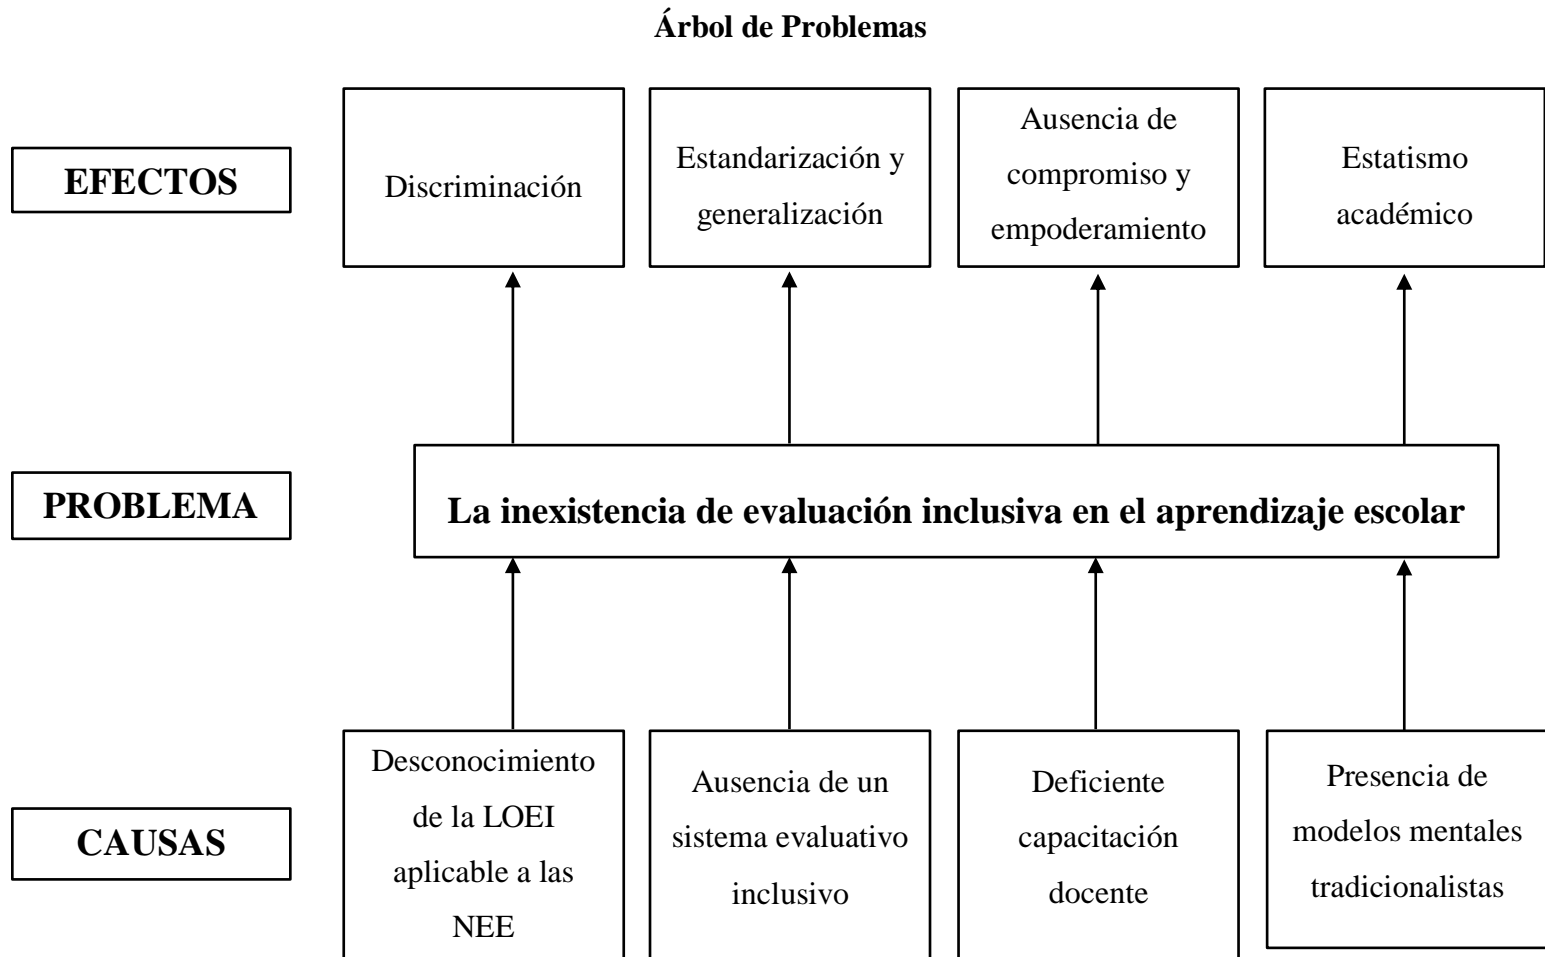 Árbol de Problemas
EFECTOS
Discriminación
Estandarización y
generalización
Ausencia de
compromiso y
empoderamiento
Estatismo
académico
PROBLEMA
La inexistencia de evaluación inclusiva en el aprendizaje escolar
CAUSAS
Desconocimiento
de la LOEI
aplicable a las
NEE
Ausencia de un
sistema evaluativo
inclusivo
Deficiente
capacitación
docente
Presencia de
modelos mentales
tradicionalistas